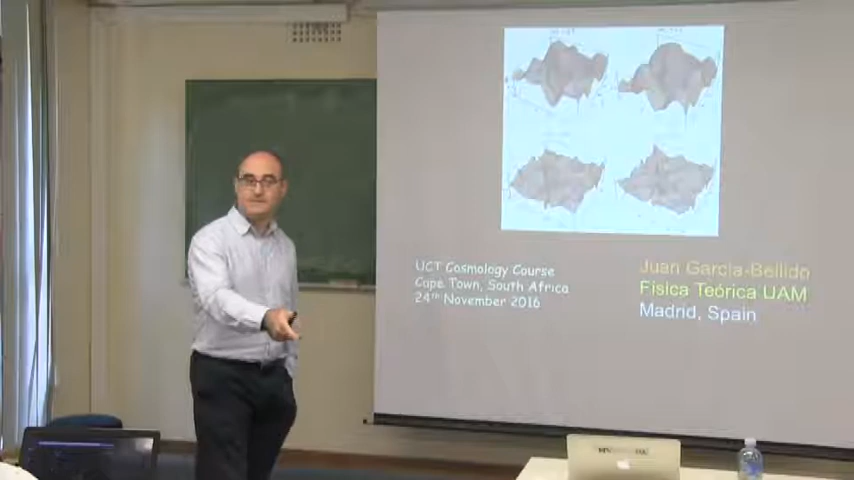 UCT Cosmology Course
Cape Town, South Africa
24th November 2016
Juan García-Bellido
Física Teórica UAM
Madrid, Spain